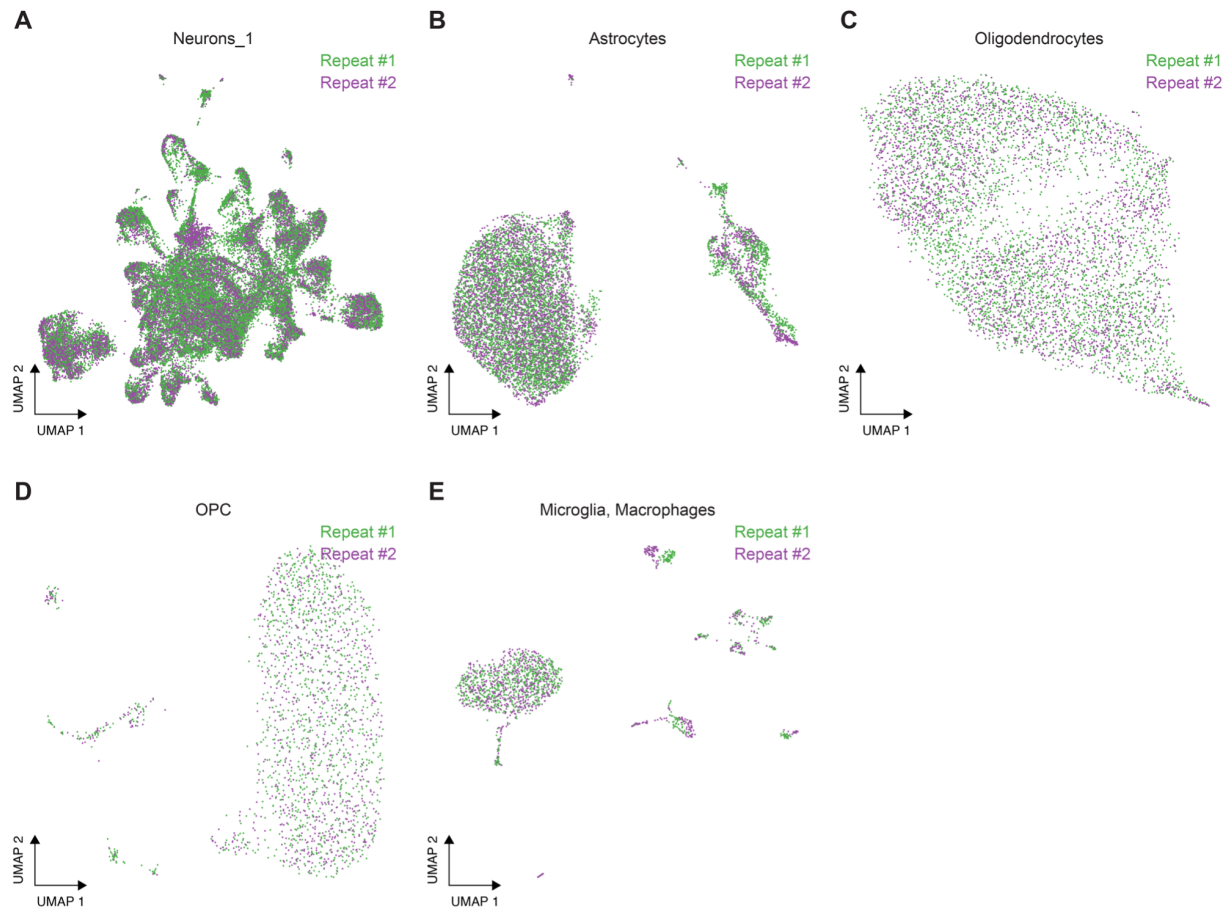 A
Neurons_1
Repeat #1
Repeat #2
UMAP 2
UMAP 1
B
Astrocytes
Repeat #1
Repeat #2
UMAP 2
UMAP 1
C
Oligodendrocytes
Repeat #1
Repeat #2
UMAP 2
UMAP 1
D
OPC
Repeat #1
Repeat #2
UMAP 2
UMAP 1
E
Microglia, Macrophages
Repeat #1
Repeat #2
UMAP 2
UMAP 1